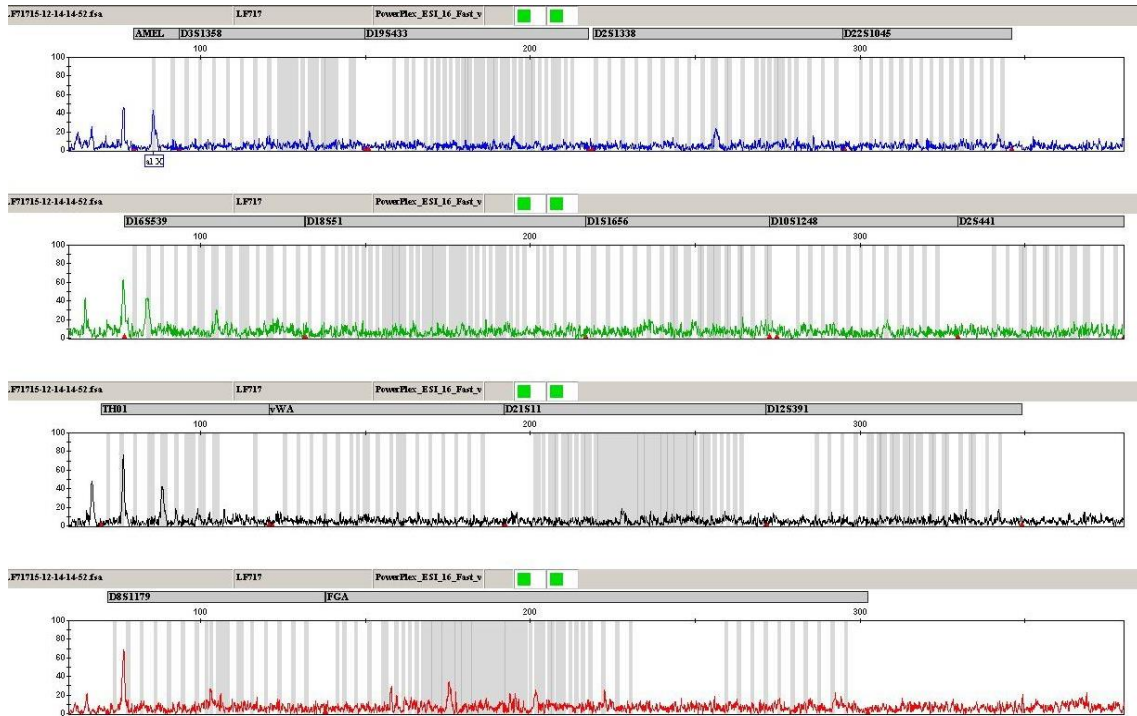 .F71715-12-14-14-52.fsa LF717 PowerPlex_ESI_16_Fast_v
AMEL D3S1358 D19S433 D2S1338 D22S1045
100 200 300
100
80
60
40
20
0
X
.F71715-12-14-14-52.fsa LF717 PowerPlex_ESI_16_Fast_v
D16S539 D18S51 D1S1656 D10S1248 D2S441
100 200 300
100
80
60
40
20
0
.F71715-12-14-14-52.fsa LF717 PowerPlex_ESI_16_Fast_v
TH01 vWA D21S11 D12S391
100 200 300
100
80
60
40
20
0
.F71715-12-14-14-52.fsa LF717 PowerPlex_ESI_16_Fast_v
D8S1179 FGA
100 200 300
100
80
60
40
20
0